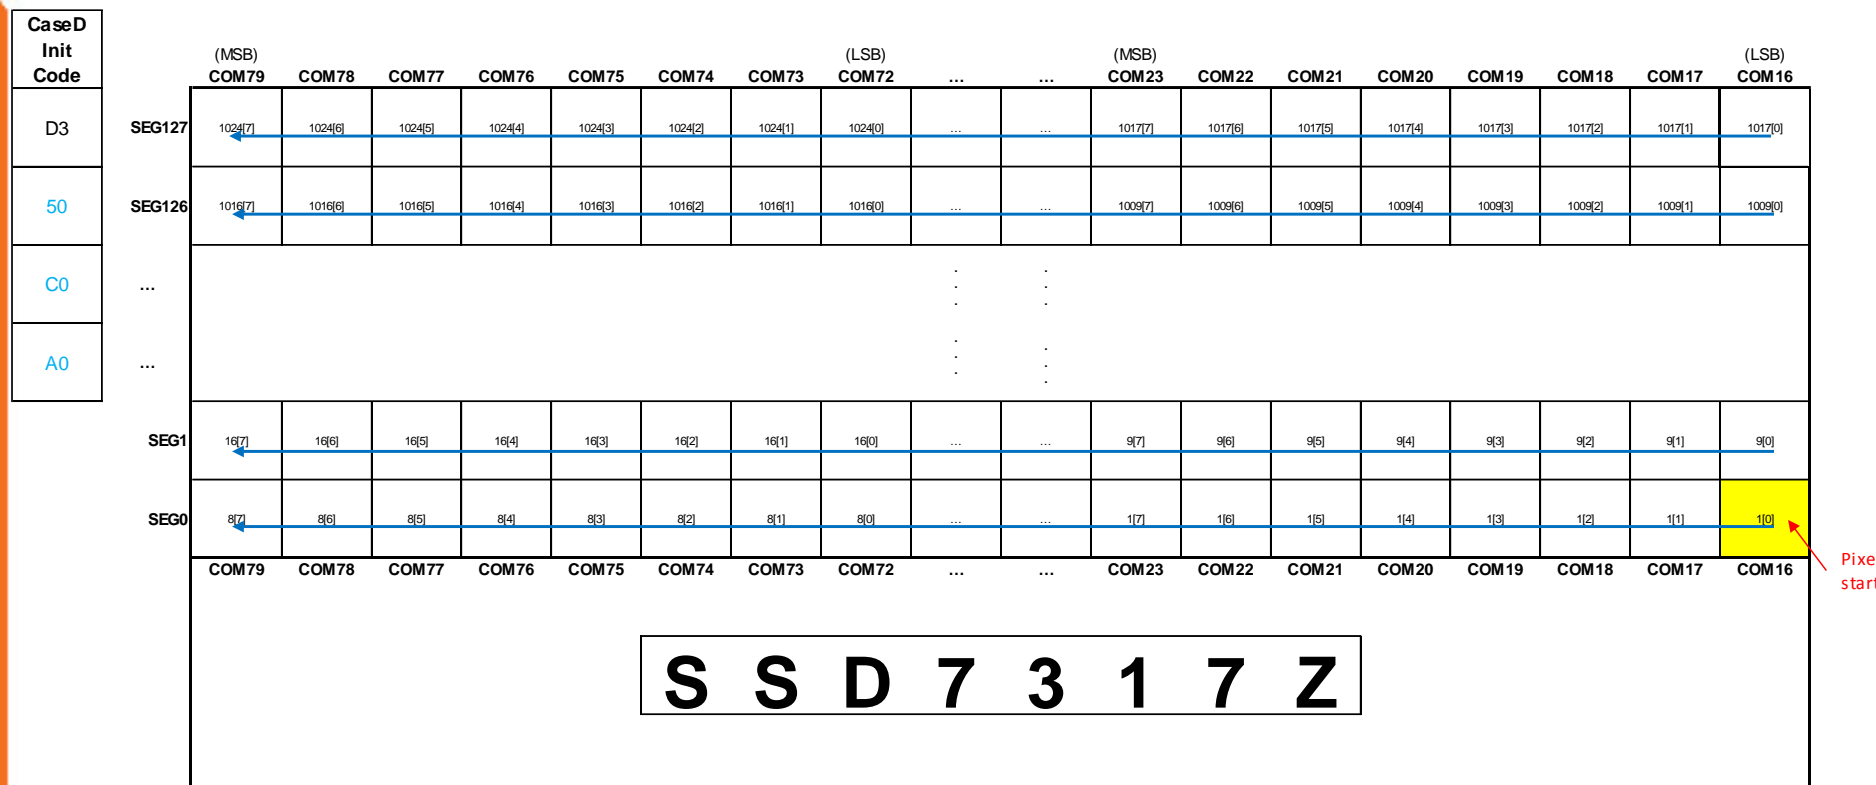 CaseD
Init
Code
D3
50
C0
A0
(MSB) (LSB) (MSB) (LSB)
COM79 COM78 COM77 COM76 COM75 COM74 COM73 COM72 ... ... COM23 COM22 COM21 COM20 COM19 COM18 COM17 COM16
SEG127 1024[7] 1024[6] 1024[5] 1024[4] 1024[3] 1024[2] 1024[1] 1024[0] ... ... 1017[7] 1017[6] 1017[5] 1017[4] 1017[3] 1017[2] 1017[1] 1017[0]
SEG126 1016[7] 1016[6] 1016[5] 1016[4] 1016[3] 1016[2] 1016[1] 1016[0] ... ... 1009[7] 1009[6] 1009[5] 1009[4] 1009[3] 1009[2] 1009[1] 1009[0]
...
...
SEG1 16[7] 16[6] 16[5] 16[4] 16[3] 16[2] 16[1] 16[0] ... ... 9[7] 9[6] 9[5] 9[4] 9[3] 9[2] 9[1] 9[0]
SEG0 8[7] 8[6] 8[5] 8[4] 8[3] 8[2] 8[1] 8[0] ... ... 1[7] 1[6] 1[5] 1[4] 1[3] 1[2] 1[1] 1[0]
COM79 COM78 COM77 COM76 COM75 COM74 COM73 COM72 ... ... COM23 COM22 COM21 COM20 COM19 COM18 COM17 COM16
Pixe
start
S S D 7 3 1 7 Z